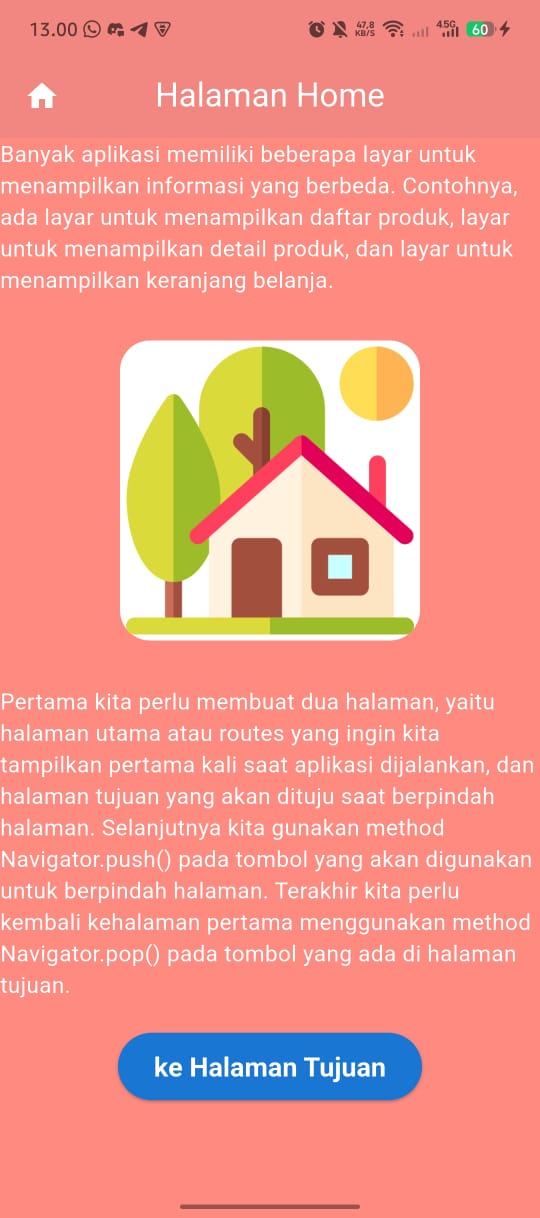 13.00
47,8
KB/S
4.5G
60
Halaman Home
Banyak aplikasi memiliki beberapa layar untuk
menampilkan informasi yang berbeda. Contohnya,
ada layar untuk menampilkan daftar produk, layar
untuk menampilkan detail produk, dan layar untuk
menampilkan keranjang belanja.
Pertama kita perlu membuat dua halaman, yaitu
halaman utama atau routes yang ingin kita
tampilkan pertama kali saat aplikasi dijalankan, dan
halaman tujuan yang akan dituju saat berpindah
halaman. Selanjutnya kita gunakan method
Navigator.push() pada tombol yang akan digunakan
untuk berpindah halaman. Terakhir kita perlu
kembali kehalaman pertama menggunakan method
Navigator.pop() pada tombol yang ada di halaman
tujuan.
ke Halaman Tujuan